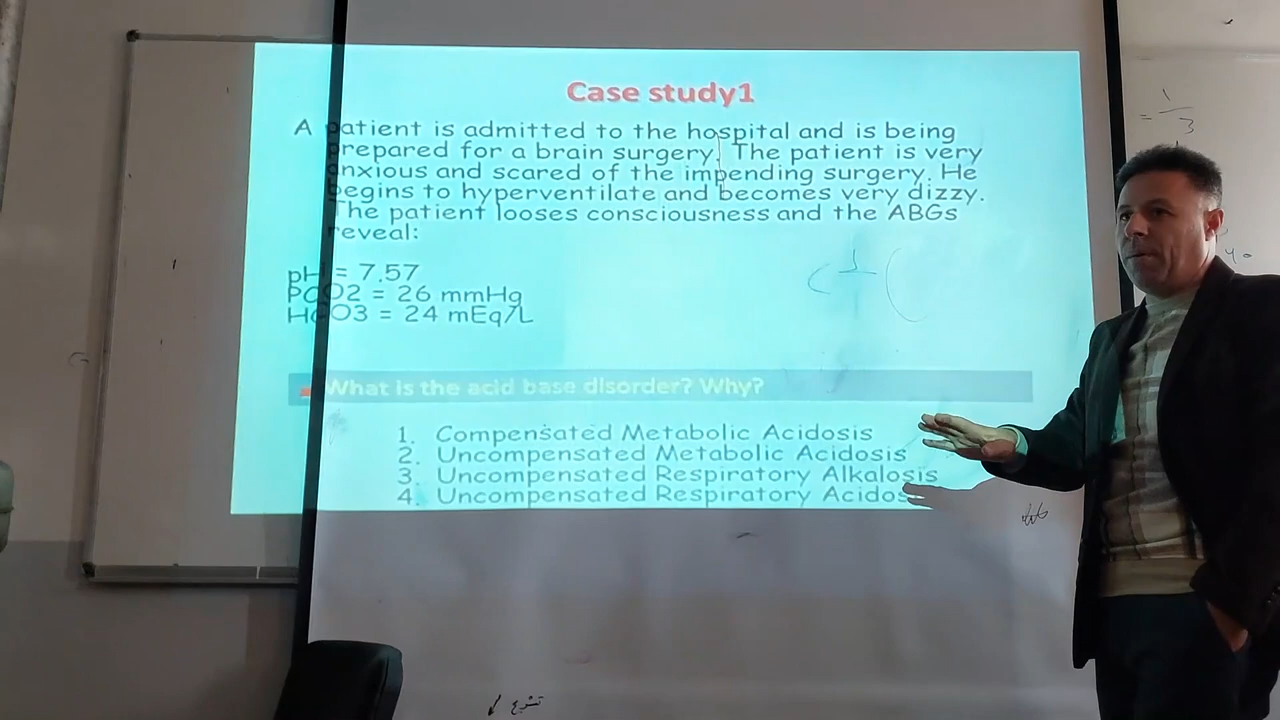 Case study1
A patient is admitted to the hospital and is being
prepared for a brain surgery. The patient is very
anxious and scared of the impending surgery. He
begins to hyperventilate and becomes very dizzy.
The patient looses consciousness and the ABGs
reveal:
pH = 7.57
PCO2 = 26 mmHg
HCO3 = 24 mEq/L
What is the acid base disorder? Why?
1. Compensated Metabolic Acidosis
2. Uncompensated Metabolic Acidosis
3. Uncompensated Respiratory Alkalosis
4. Uncompensated Respiratory Acidos
= 1/3